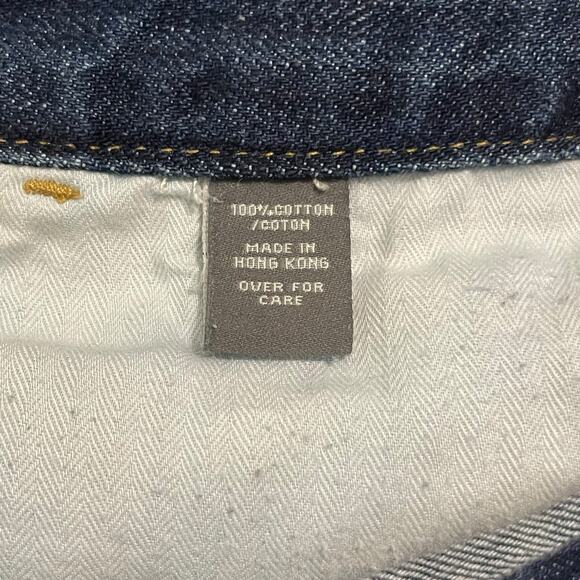 100% COTTON
/COTON
MADE IN
HONG KONG
OVER FOR
CARE